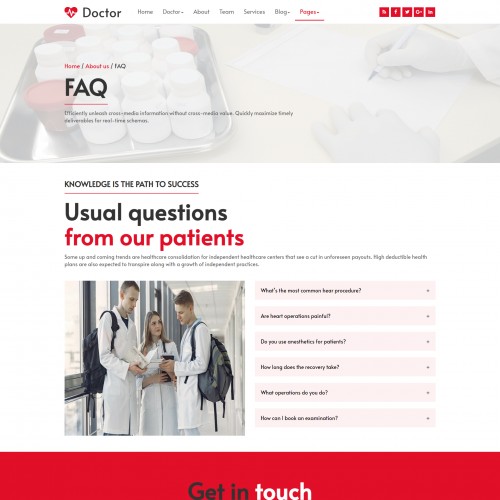 Doctor
Home Doctor About Team Services Blog Pages
Home / About us / FAQ
FAQ
Efficiently unleash cross-media information without cross-media value. Quickly maximize timely
deliverables for real-time schemas.
KNOWLEDGE IS THE PATH TO SUCCESS
Usual questions
from our patients
Some up and coming trends are healthcare consolidation for independent healthcare centers that see a cut in unforeseen payouts. High deductible health
plans are also expected to transpire along with a growth of independent practices.
What's the most common hear procedure? +
Are heart operations painful? +
Do you use anesthetics for patients? +
How long does the recovery take? +
What operations do you do? +
How can I book an examination? +
Get in touch